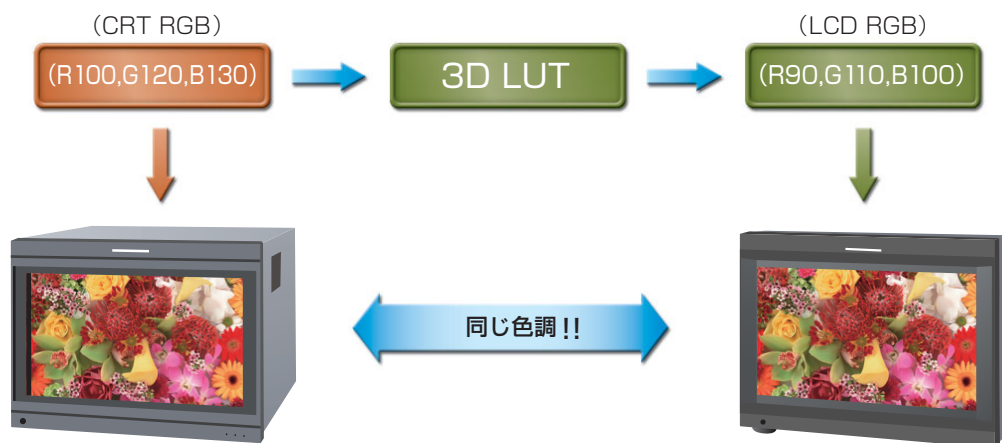 (CRT RGB)
(LCD RGB)
(R100,G120,B130)
3D LUT
(R90,G110,B100)
同じ色調!!